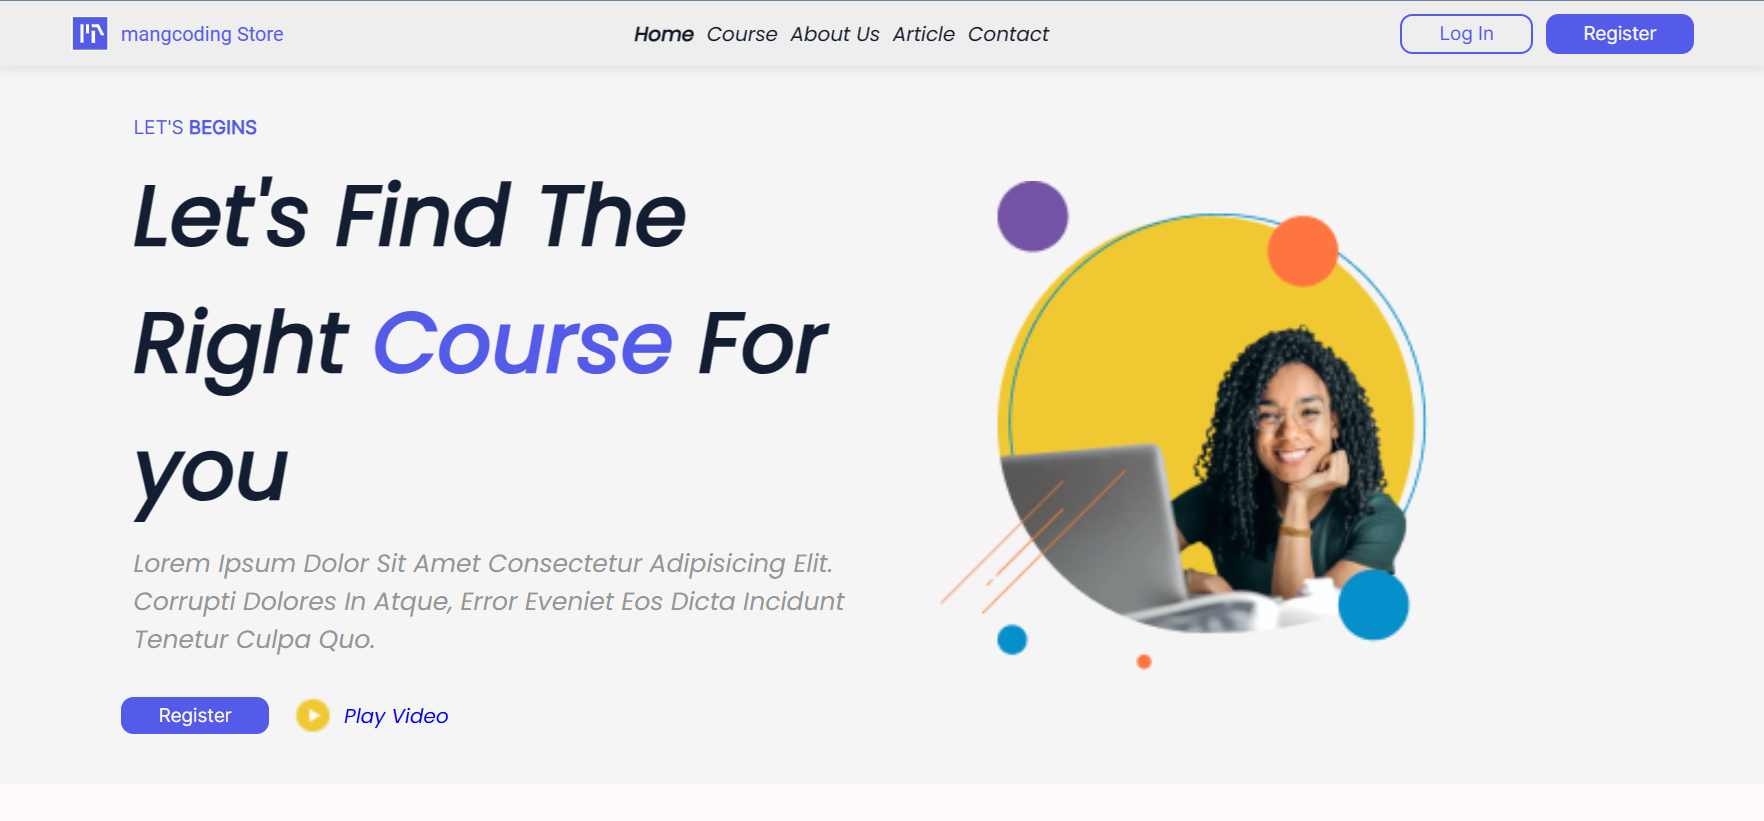 mangcoding Store
Home Course About Us Article Contact
Log In
Register
LET'S BEGINS
Let's Find The
Right Course For
you
Lorem Ipsum Dolor Sit Amet Consectetur Adipisicing Elit.
Corrupti Dolores In Atque, Error Eveniet Eos Dicta Incidunt
Tenetur Culpa Quo.
Register
Play Video